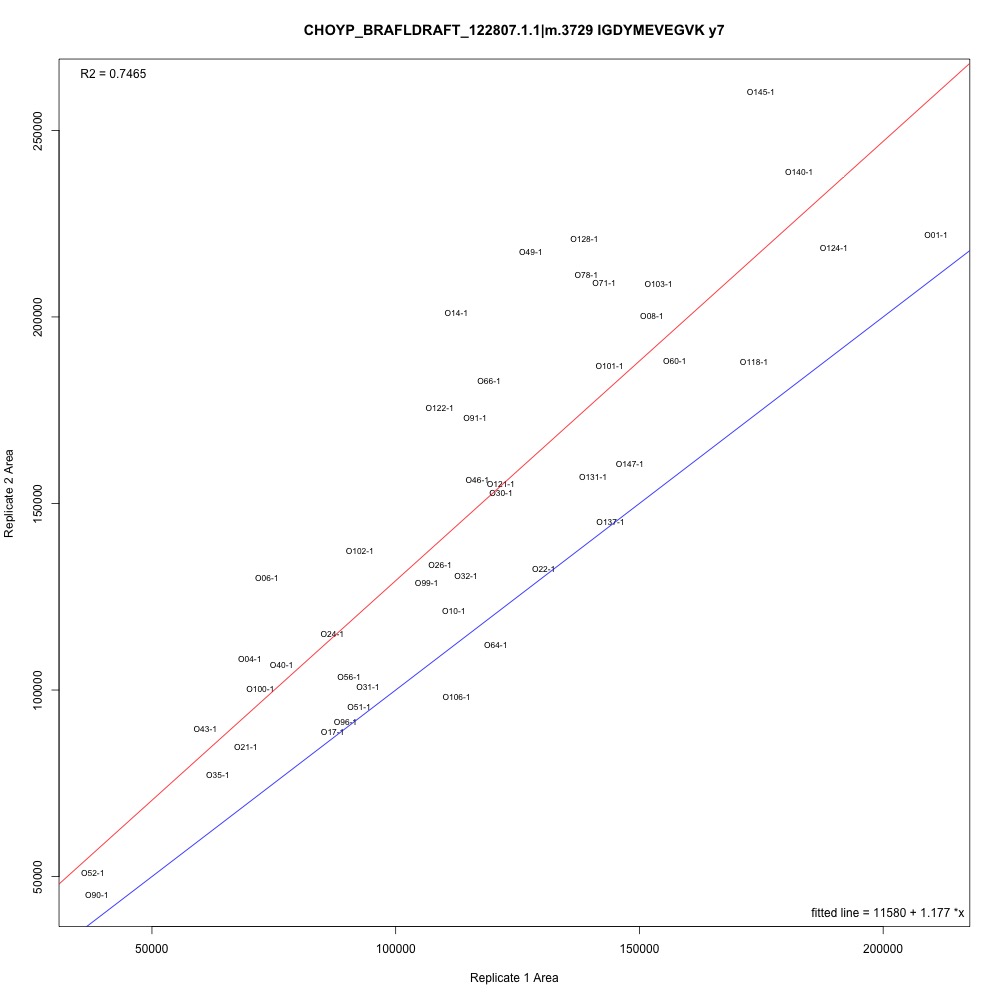 CHOYP_BRAFLDRAFT_122807.1.1|m.3729 IGDYMEVEGVK y7
R2 = 0.7465
O145-1
O140-1
O01-1
O128-1
O124-1
O49-1
O78-1
O71-1
O103-1
O14-1
O08-1
O60-1
O118-1
O101-1
O66-1
O122-1
O91-1
O147-1
O131-1
O46-1
O121-1
O30-1
O137-1
O102-1
O26-1
O22-1
O32-1
O06-1
O99-1
O10-1
O24-1
O64-1
O04-1
O40-1
O56-1
O31-1
O100-1
O106-1
O51-1
O96-1
O43-1
O17-1
O21-1
O35-1
O52-1
O90-1
fitted line = 11580 + 1.177 *x
250000
200000
150000
100000
50000
Replicate 2 Area
50000
100000
150000
200000
Replicate 1 Area